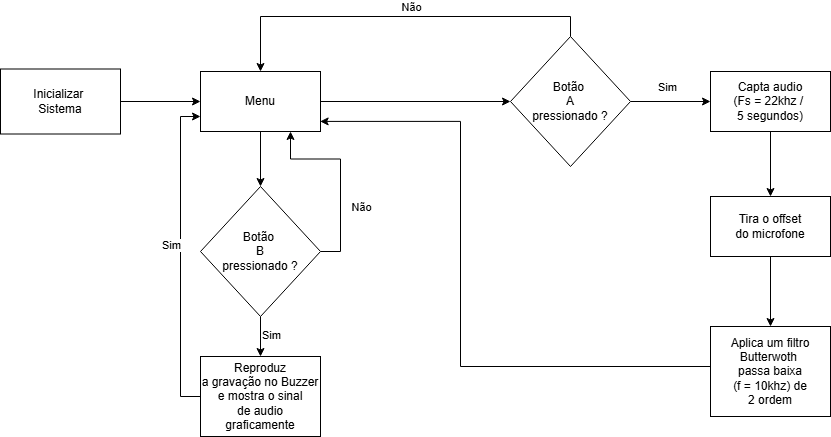 Não
Inicializar
Sistema
Menu
Botão
A
pressionado ?
Sim
Capta audio
(Fs = 22khz /
5 segundos)
Tira o offset
do microfone
Não
Botão
B
pressionado ?
Sim
Sim
Reproduz
a gravação no Buzzer
e mostra o sinal
de audio
graficamente
Aplica um filtro
Butterwoth
passa baixa
(f = 10khz) de
2 ordem